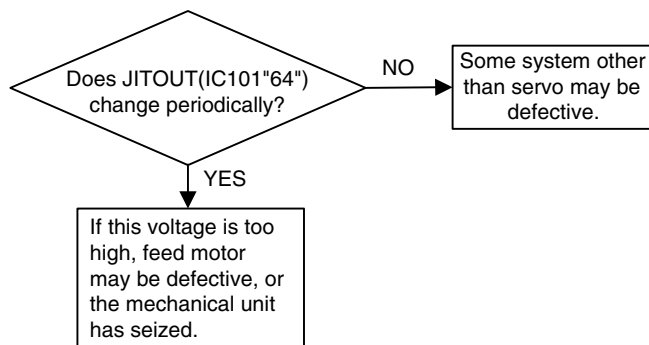 Does JITOUT(IC101"64")
change periodically?
NO
Some system other
than servo may be
defective.
YES
If this voltage is too
high, feed motor
may be defective, or
the mechanical unit
has seized.